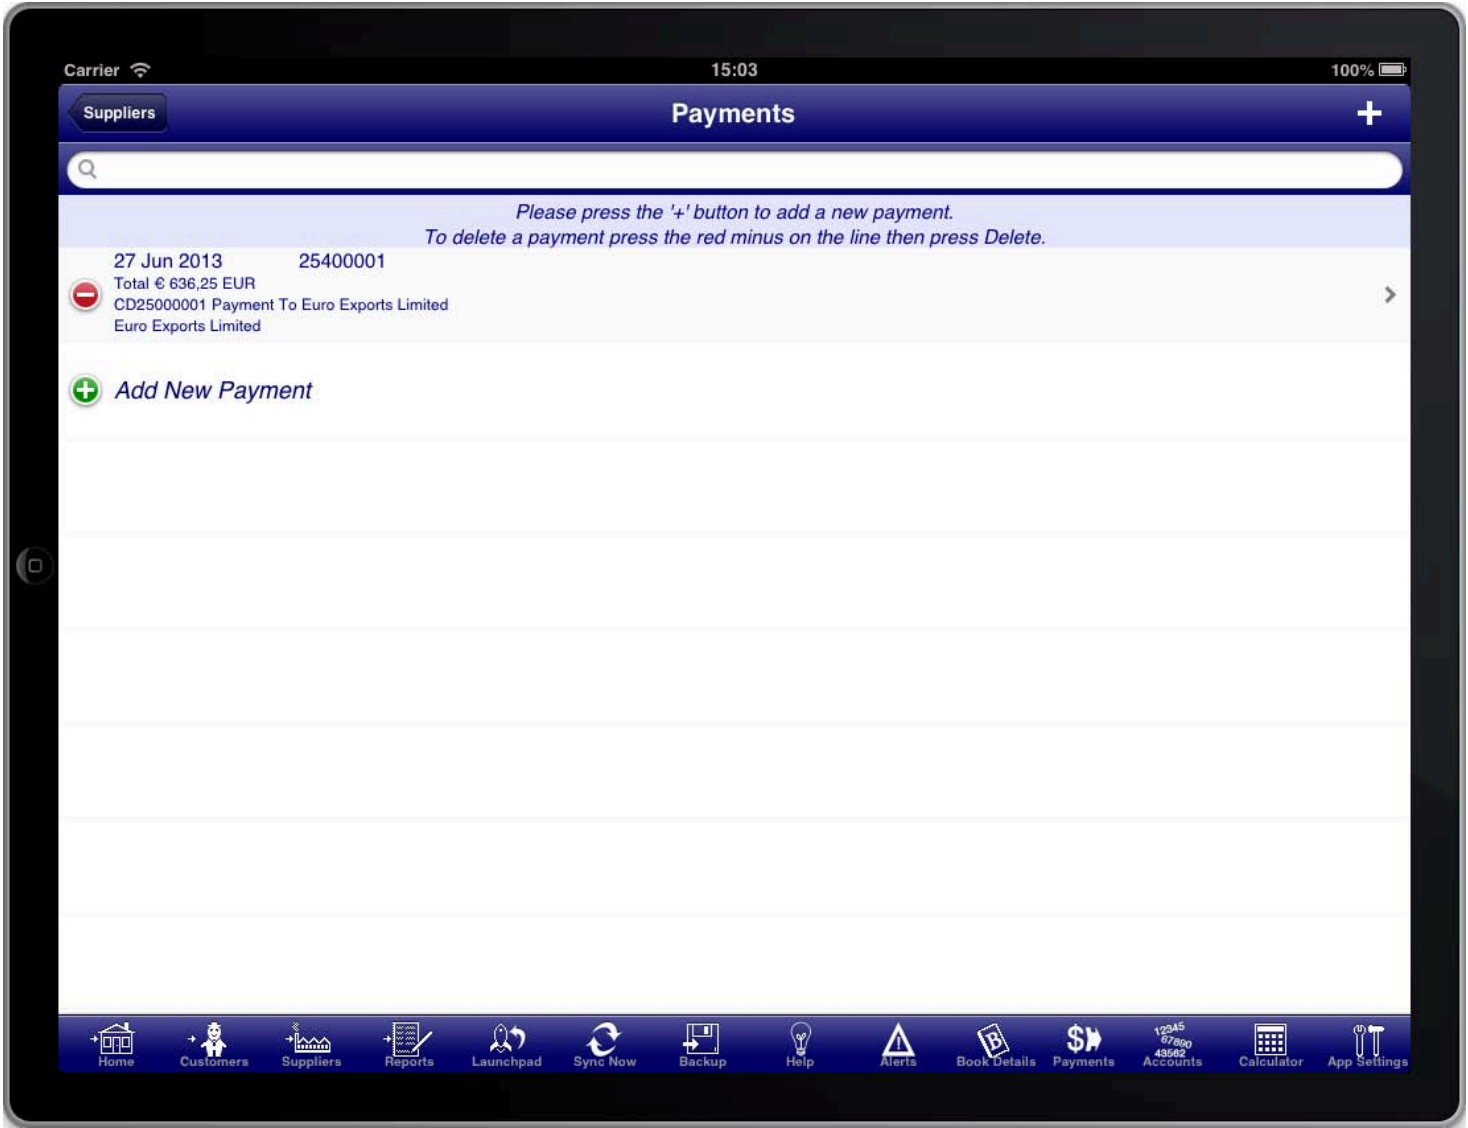 Carrier 15:03 100%
Suppliers Payments +
Please press the '+' button to add a new payment.
To delete a payment press the red minus on the line then press Delete.
27 Jun 2013 25400001
Total € 636,25 EUR
CD25000001 Payment To Euro Exports Limited
Euro Exports Limited
Add New Payment
12345
67890
43562
Home Customers Suppliers Reports Launchpad Sync Now Backup Help Alerts Book Details Payments Accounts Calculator App Settings